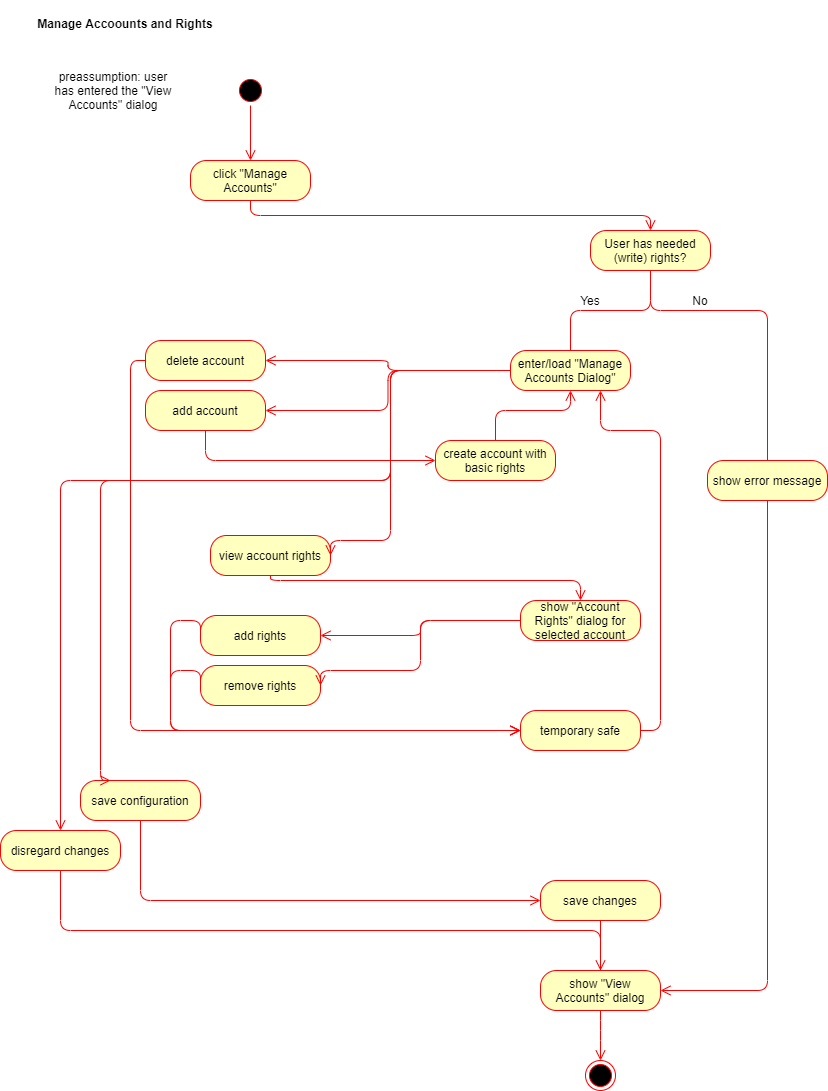 Manage Accoounts and Rights
preassumption: user
has entered the "View
Accounts" dialog
click "Manage
Accounts"
User has needed
(write) rights?
Yes
No
delete account
enter/load "Manage
Accounts Dialog"
add account
create account with
basic rights
show error message
view account rights
show "Account
Rights" dialog for
selected account
add rights
remove rights
temporary safe
save configuration
disregard changes
save changes
show "View
Accounts" dialog